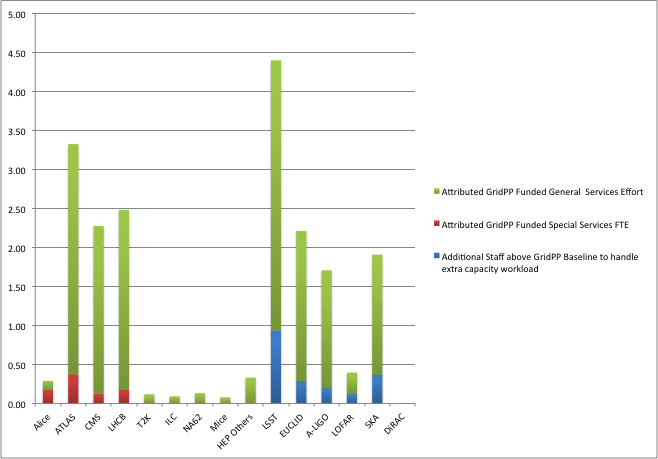 5.00
4.50
4.00
3.50
3.00
2.50
2.00
1.50
1.00
0.50
0.00
Alice
ATLAS
CMS
LHCB
T2K
ILC
NA62
Mice
HEP Others
LSST
EUCLID
A-LIGO
LOFAR
SKA
DiRAC
Attributed GridPP Funded General Services Effort
Attributed GridPP Funded Special Services FTE
Additional Staff above GridPP Baseline to handle
extra capacity workload